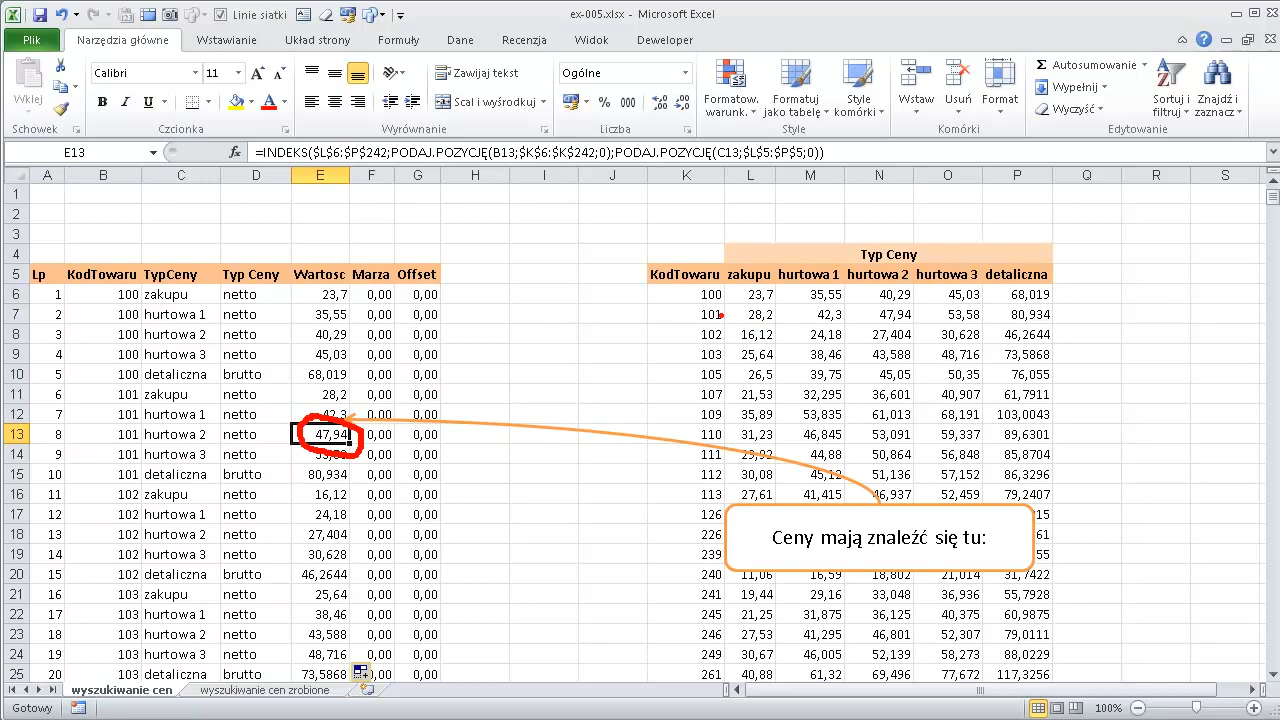 Linie siatki ex-005.xlsx - Microsoft Excel
Plik Narzędzia główne Wstawianie Układ strony Formuły Dane Recenzja Widok Deweloper
Wklej Calibri 11 Zawijaj tekst Ogólne Formatow. warunk. Formatuj jako tabelę Style komórki Wstaw Usuń Format Autosumowanie Wypełnij Wyczyść Sortuj i filtruj Znajdź i zaznacz
B I U Scal i wyśrodkuj % 000
Schowek Czcionka Wyrównanie Liczba Style Komórki Edytowanie
E13 fx =INDEKS($L$6:$P$242;PODAJ.POZYCJĘ(B13;$K$6:$K$242;0);PODAJ.POZYCJĘ(C13;$L$5:$P$5;0))
A B C D E F G H I J K L M N O P Q R S
1
2
3
4 Typ Ceny
5 Lp KodTowaru TypCeny Typ Ceny Wartosc Marza Offset KodTowaru zakupu hurtowa 1 hurtowa 2 hurtowa 3 detaliczna
6 1 100 zakupu netto 23,7 0,00 0,00 100 23,7 35,55 40,29 45,03 68,019
7 2 100 hurtowa 1 netto 35,55 0,00 0,00 101 28,2 42,3 47,94 53,58 80,934
8 3 100 hurtowa 2 netto 40,29 0,00 0,00 102 16,12 24,18 27,404 30,628 46,2644
9 4 100 hurtowa 3 netto 45,03 0,00 0,00 103 25,64 38,46 43,588 48,716 73,5868
10 5 100 detaliczna brutto 68,019 0,00 0,00 105 26,5 39,75 45,05 50,35 76,055
11 6 101 zakupu netto 28,2 0,00 0,00 107 21,53 32,295 36,601 40,907 61,7911
12 7 101 hurtowa 1 netto 42,3 0,00 0,00 109 35,89 53,835 61,013 68,191 103,0043
13 8 101 hurtowa 2 netto 47,94 0,00 0,00 110 31,23 46,845 53,091 59,337 89,6301
14 9 101 hurtowa 3 netto 0,00 0,00 111 29,92 44,88 50,864 56,848 85,8704
15 10 101 detaliczna brutto 80,934 0,00 0,00 112 30,08 45,12 51,136 57,152 86,3296
16 11 102 zakupu netto 16,12 0,00 0,00 113 27,61 41,415 46,937 52,459 79,2407
17 12 102 hurtowa 1 netto 24,18 0,00 0,00 126
18 13 102 hurtowa 2 netto 27,404 0,00 0,00 226
Ceny mają znaleźć się tu:
19 14 102 hurtowa 3 netto 30,628 0,00 0,00 239
20 15 102 detaliczna brutto 46,2644 0,00 0,00 240 11,06 16,59 18,802 21,014 31,7422
21 16 103 zakupu netto 25,64 0,00 0,00 241 19,44 29,16 33,048 36,936 55,7928
22 17 103 hurtowa 1 netto 38,46 0,00 0,00 245 21,25 31,875 36,125 40,375 60,9875
23 18 103 hurtowa 2 netto 43,588 0,00 0,00 246 27,53 41,295 46,801 52,307 79,0111
24 19 103 hurtowa 3 netto 48,716 0,00 0,00 249 30,67 46,005 52,139 58,273 88,0229
25 20 103 detaliczna brutto 73,5868 0,00 0,00 261 40,88 61,32 69,496 77,672 117,3256
wyszukiwanie cen wyszukiwanie cen zrobione
Gotowy 100%